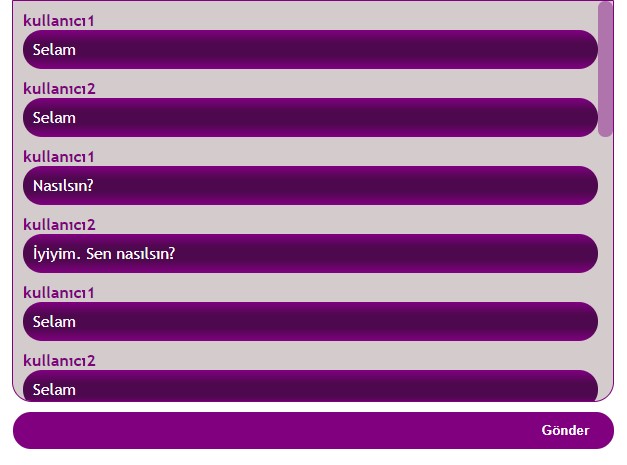 kullanıcı1
Selam
kullanıcı2
Selam
kullanıcı1
Nasılsın?
kullanıcı2
İyiyim. Sen nasılsın?
kullanıcı1
Selam
kullanıcı2
Selam
Gönder